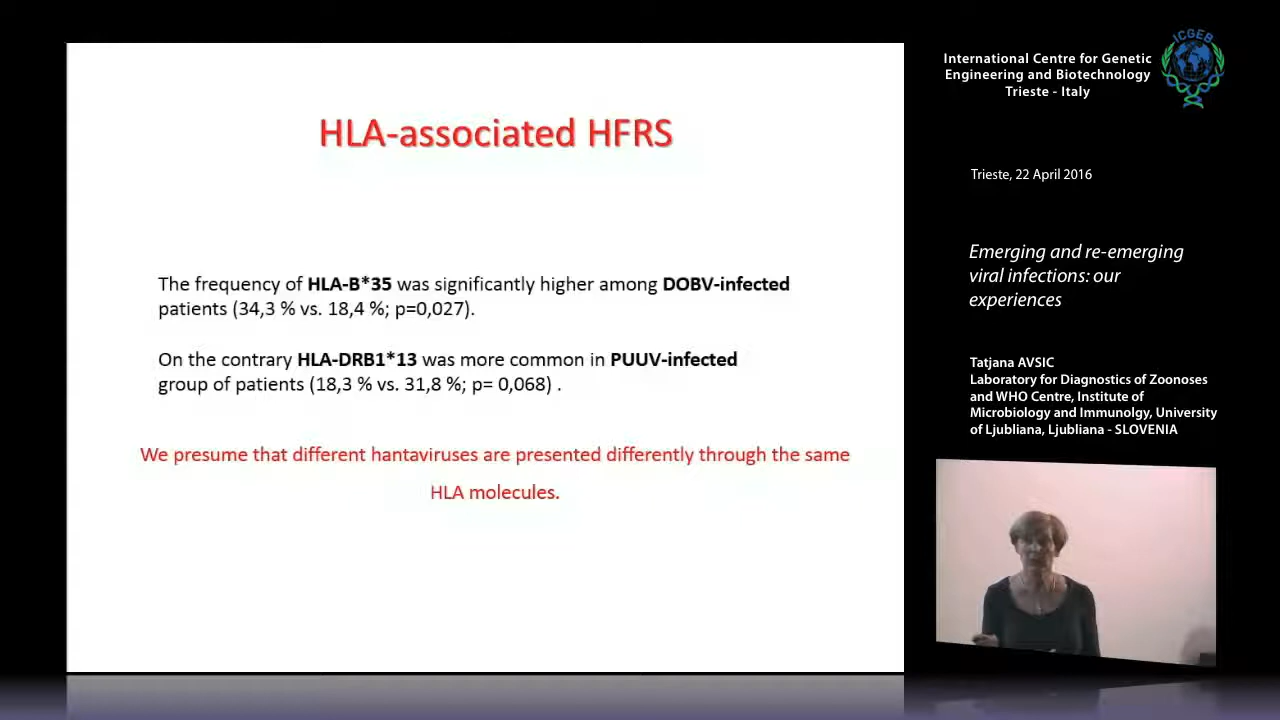 HLA-associated HFRS
The frequency of HLA-B*35 was significantly higher among DOBV-infected
patients (34,3 % vs. 18,4 %; p=0,027).
On the contrary HLA-DRB1*13 was more common in PUUV-infected
group of patients (18,3 % vs. 31,8 %; p= 0,068) .
We presume that different hantaviruses are presented differently through the same
HLA molecules.
International Centre for Genetic
Engineering and Biotechnology
Trieste - Italy
ICGEB
Trieste, 22 April 2016
Emerging and re-emerging
viral infections: our
experiences
Tatjana AVSIC
Laboratory for Diagnostics of Zoonoses
and WHO Centre, Institute of
Microbiology and Immunolgy, University
of Ljubliana, Ljubliana - SLOVENIA